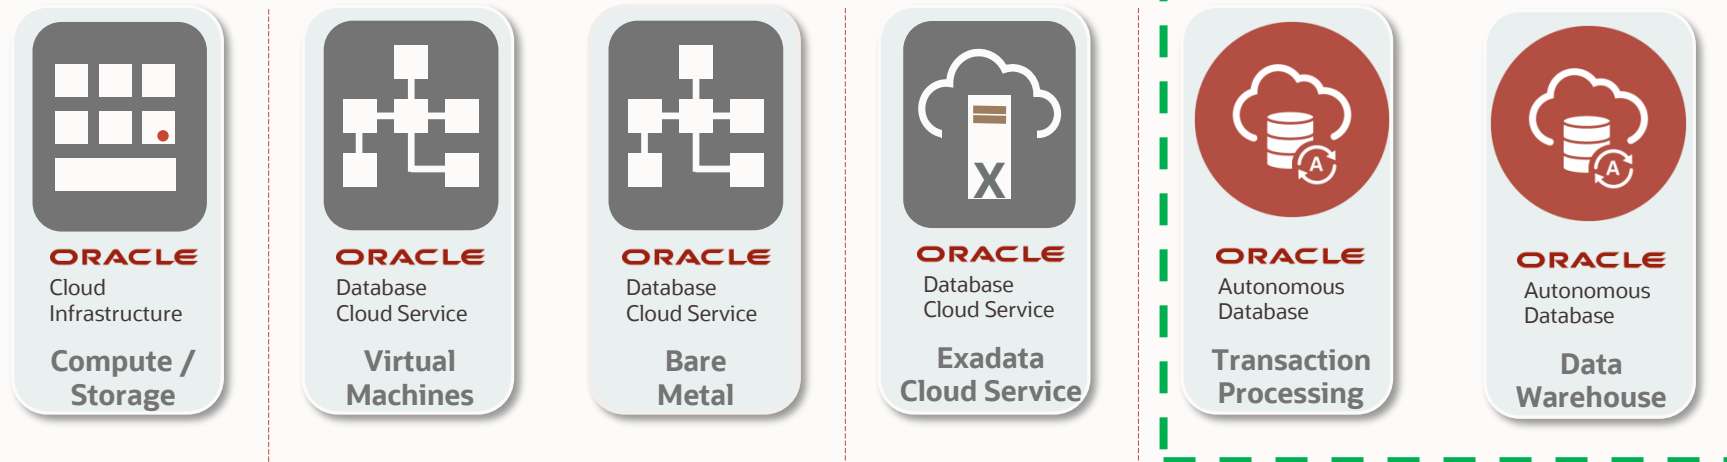 ORACLE
Cloud
Infrastructure
Compute /
Storage
ORACLE
Database
Cloud Service
Virtual
Machines
ORACLE
Database
Cloud Service
Bare
Metal
X
ORACLE
Database
Cloud Service
Exadata
Cloud Service
A
ORACLE
Autonomous
Database
Transaction
Processing
A
ORACLE
Autonomous
Database
Data
Warehouse